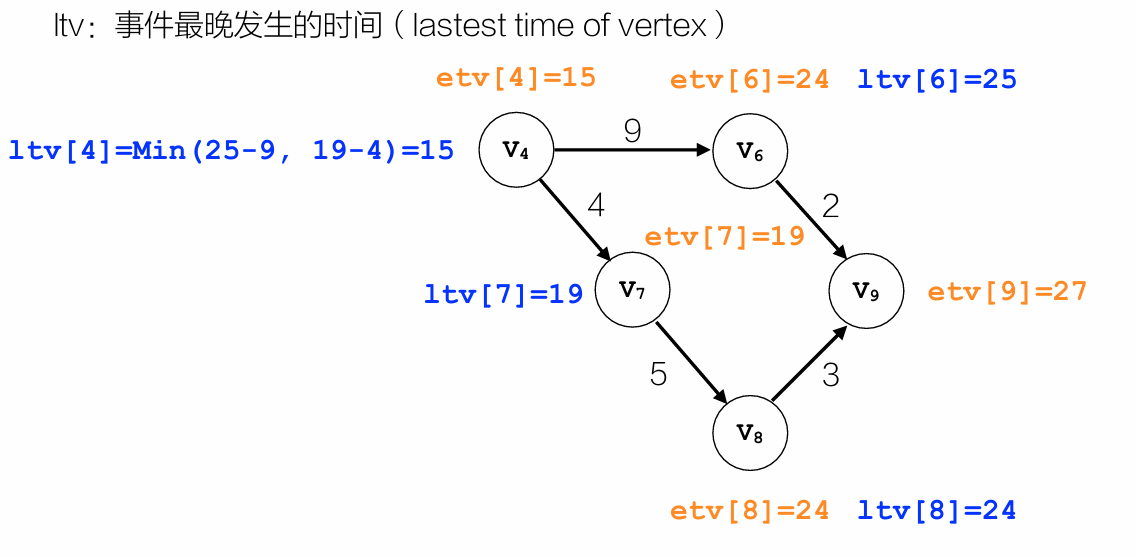 ltv：事件最晚发生的时间（lastest time of vertex）
etv[4]=15
etv[6]=24 ltv[6]=25
ltv[4]=Min(25-9, 19-4)=15
V4
9
V6
4
2
etv[7]=19
ltv[7]=19
V7
V9
etv[9]=27
5
3
V8
etv[8]=24 ltv[8]=24